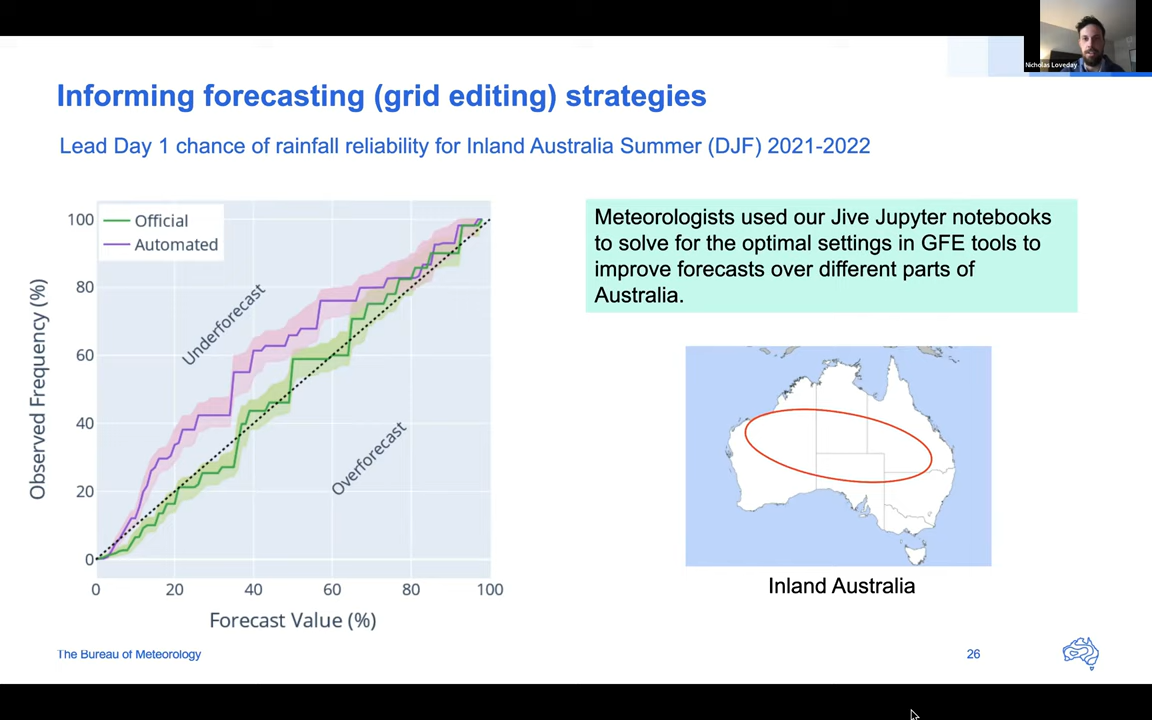 Nicholas Loveday
Informing forecasting (grid editing) strategies
Lead Day 1 chance of rainfall reliability for Inland Australia Summer (DJF) 2021-2022
Official
Automated
100
80
60
40
20
0
Observed Frequency (%)
Underforecast
Overforecast
0 20 40 60 80 100
Forecast Value (%)
Meteorologists used our Jive Jupyter notebooks
to solve for the optimal settings in GFE tools to
improve forecasts over different parts of
Australia.
Inland Australia
The Bureau of Meteorology
26